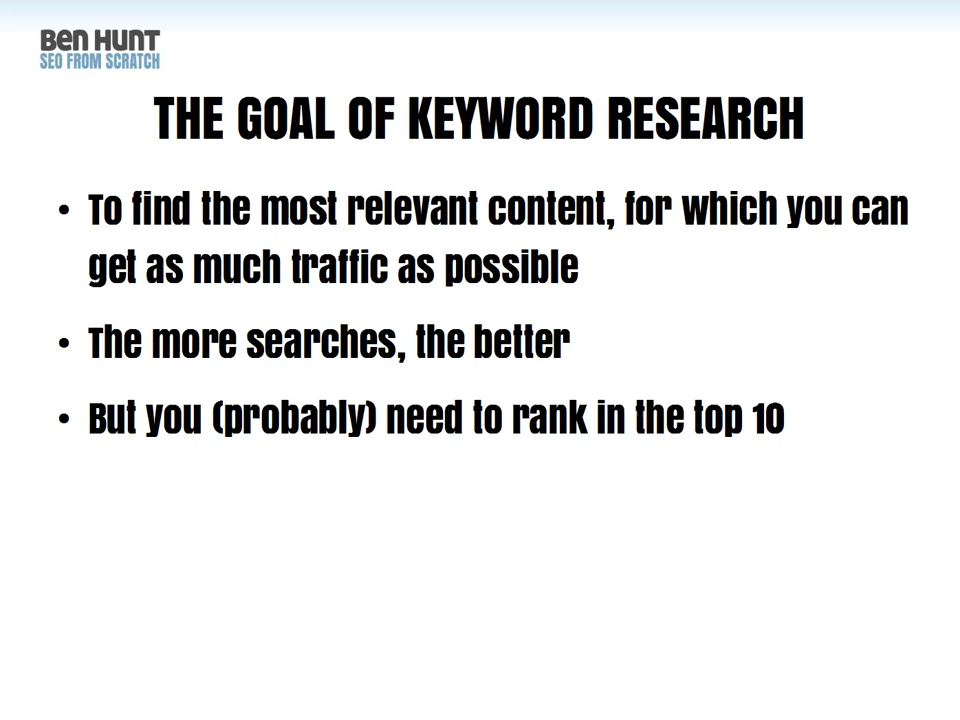 Ben Hunt
SEO FROM SCRATCH
THE GOAL OF KEYWORD RESEARCH
• To find the most relevant content, for which you can
get as much traffic as possible
• The more searches, the better
• But you (probably) need to rank in the top 10